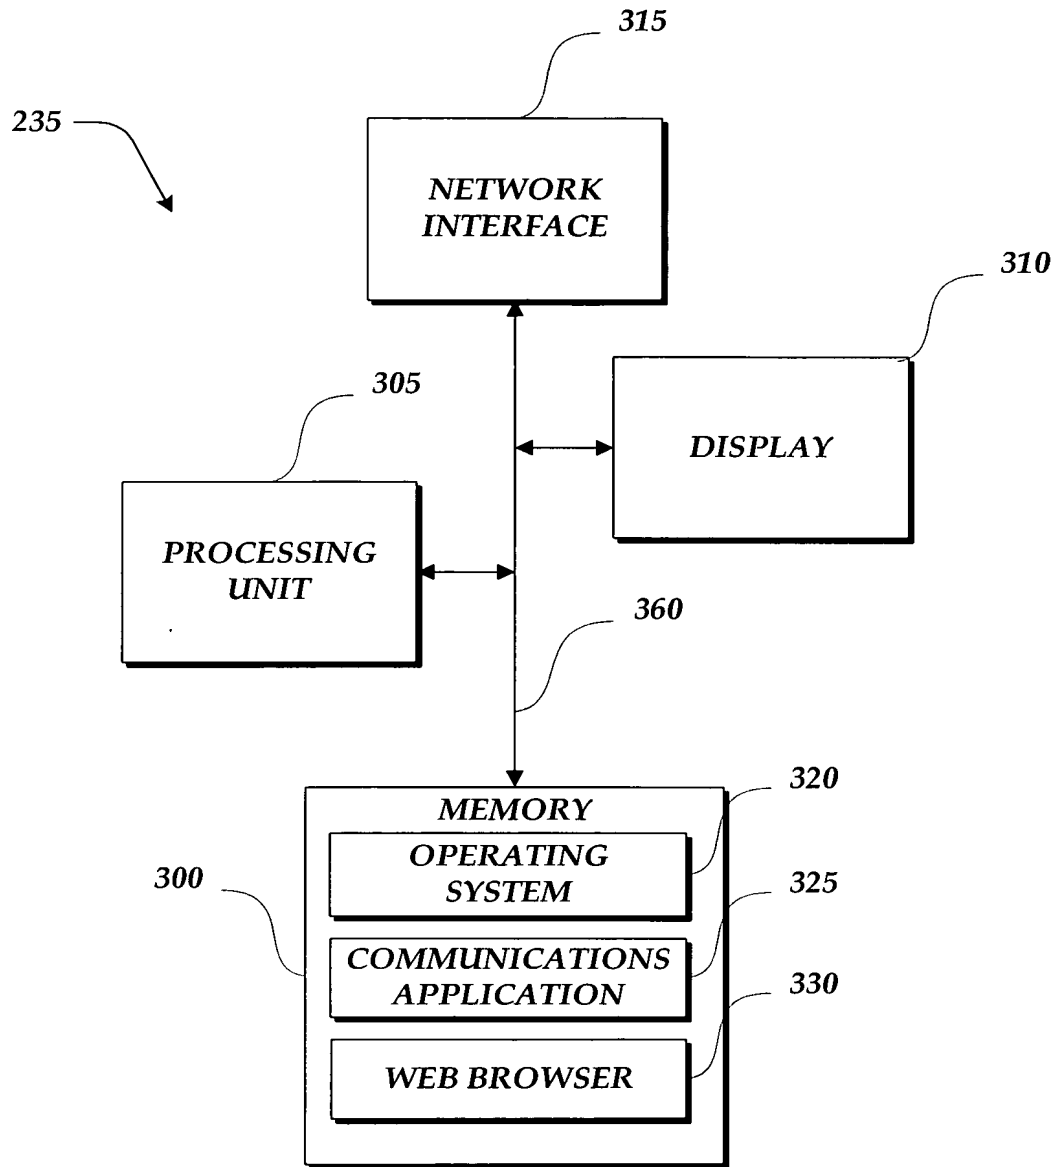 315
235
NETWORK
INTERFACE
310
305
DISPLAY
PROCESSING
UNIT
360
320
MEMORY
OPERATING
SYSTEM
300
325
COMMUNICATIONS
APPLICATION
330
WEB BROWSER